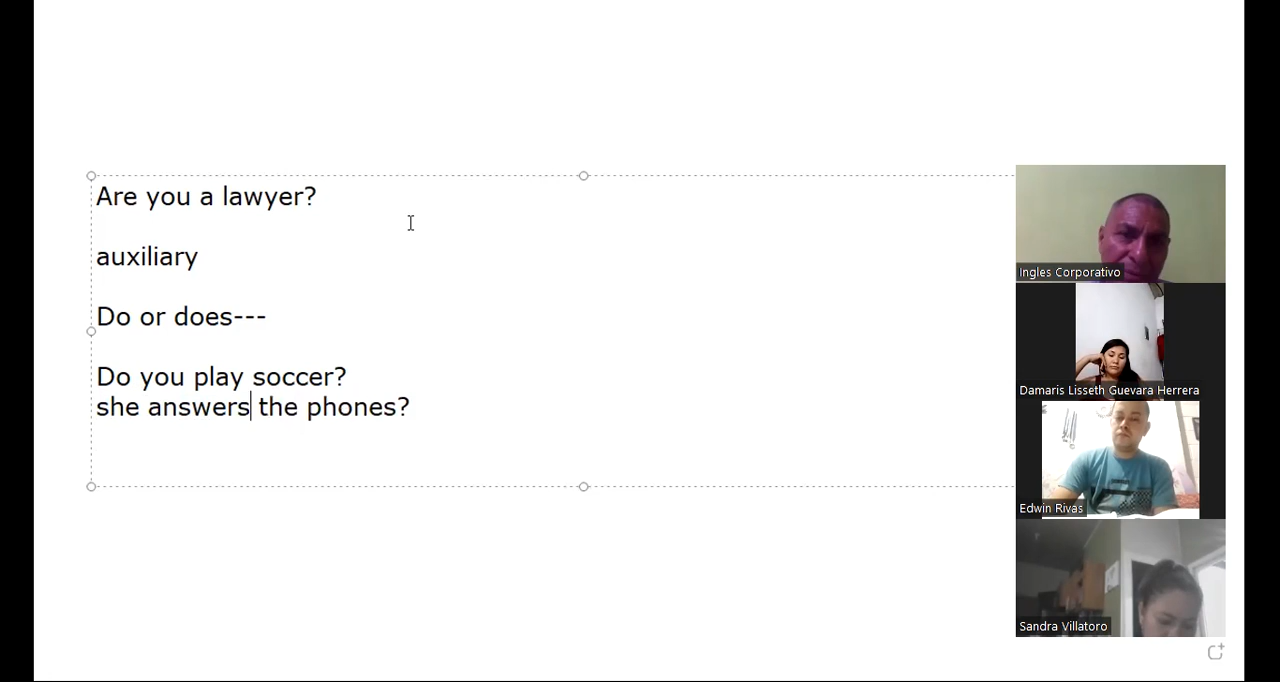 Are you a lawyer?
auxiliary
Do or does---
Do you play soccer?
she answers the phones?
Ingles Corporativo
Damaris Lisseth Guevara Herrera
Edwin Rivas
Sandra Villatoro